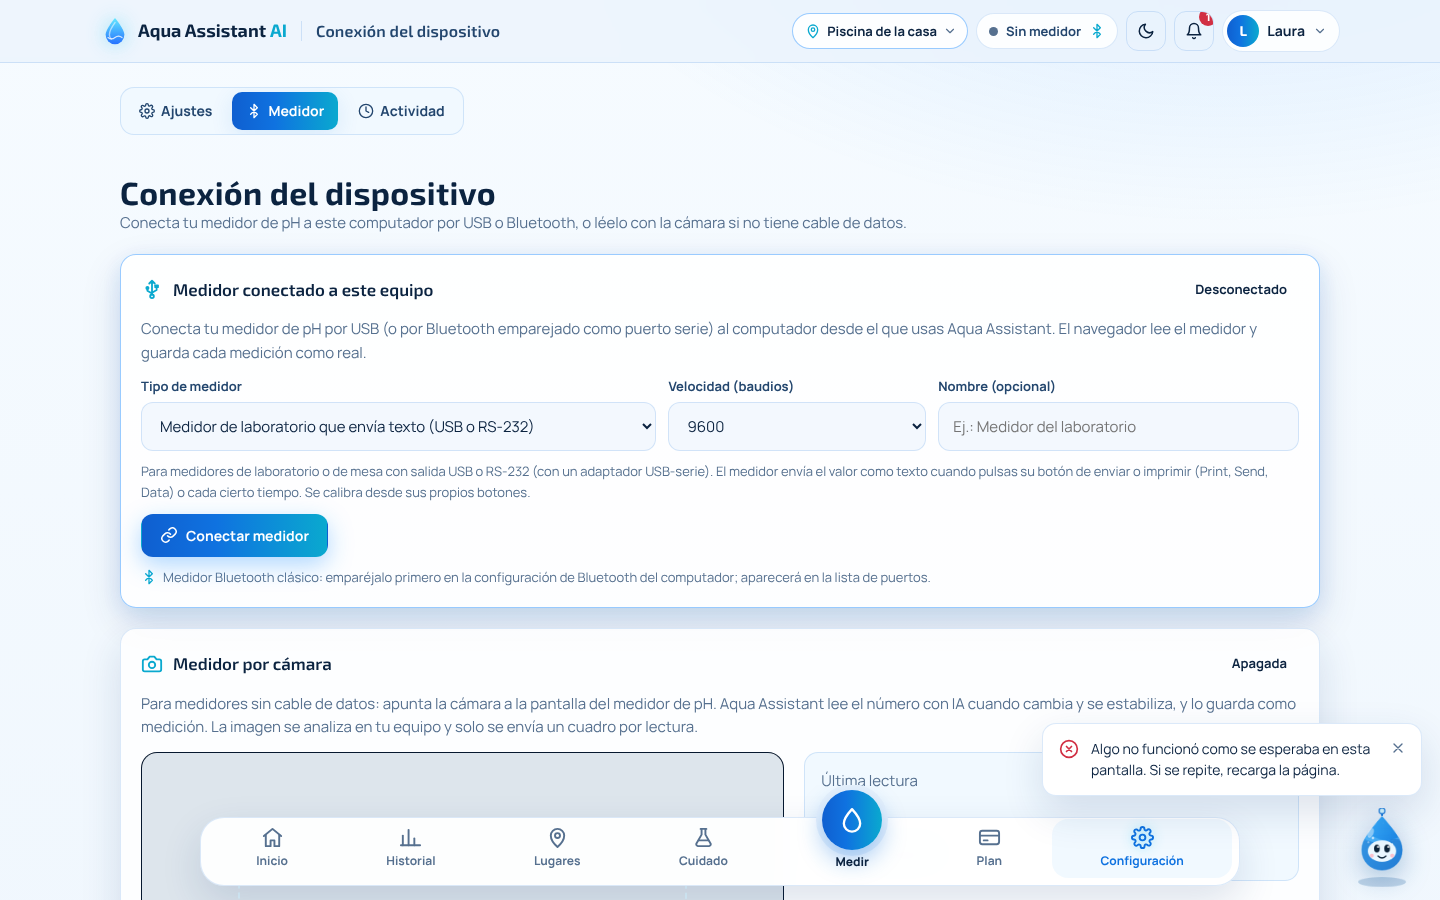 Aqua Assistant AI
Conexión del dispositivo
Piscina de la casa
Sin medidor
L
Laura
Ajustes
Medidor
Actividad
Conexión del dispositivo
Conecta tu medidor de pH a este computador por USB o Bluetooth, o léelo con la cámara si no tiene cable de datos.
Medidor conectado a este equipo
Desconectado
Conecta tu medidor de pH por USB (o por Bluetooth emparejado como puerto serie) al computador desde el que usas Aqua Assistant. El navegador lee el medidor y
guarda cada medición como real.
Tipo de medidor
Velocidad (baudios)
Nombre (opcional)
Medidor de laboratorio que envía texto (USB o RS-232)
9600
Ej.: Medidor del laboratorio
Para medidores de laboratorio o de mesa con salida USB o RS-232 (con un adaptador USB-serie). El medidor envía el valor como texto cuando pulsas su botón de enviar o imprimir (Print, Send,
Data) o cada cierto tiempo. Se calibra desde sus propios botones.
Conectar medidor
Medidor Bluetooth clásico: emparéjalo primero en la configuración de Bluetooth del computador; aparecerá en la lista de puertos.
Medidor por cámara
Apagada
Para medidores sin cable de datos: apunta la cámara a la pantalla del medidor de pH. Aqua Assistant lee el número con IA cuando cambia y se estabiliza, y lo guarda como
medición. La imagen se analiza en tu equipo y solo se envía un cuadro por lectura.
Algo no funcionó como se esperaba en esta
pantalla. Si se repite, recarga la página.
Última lectura
Inicio
Historial
Lugares
Cuidado
Medir
Plan
Configuración